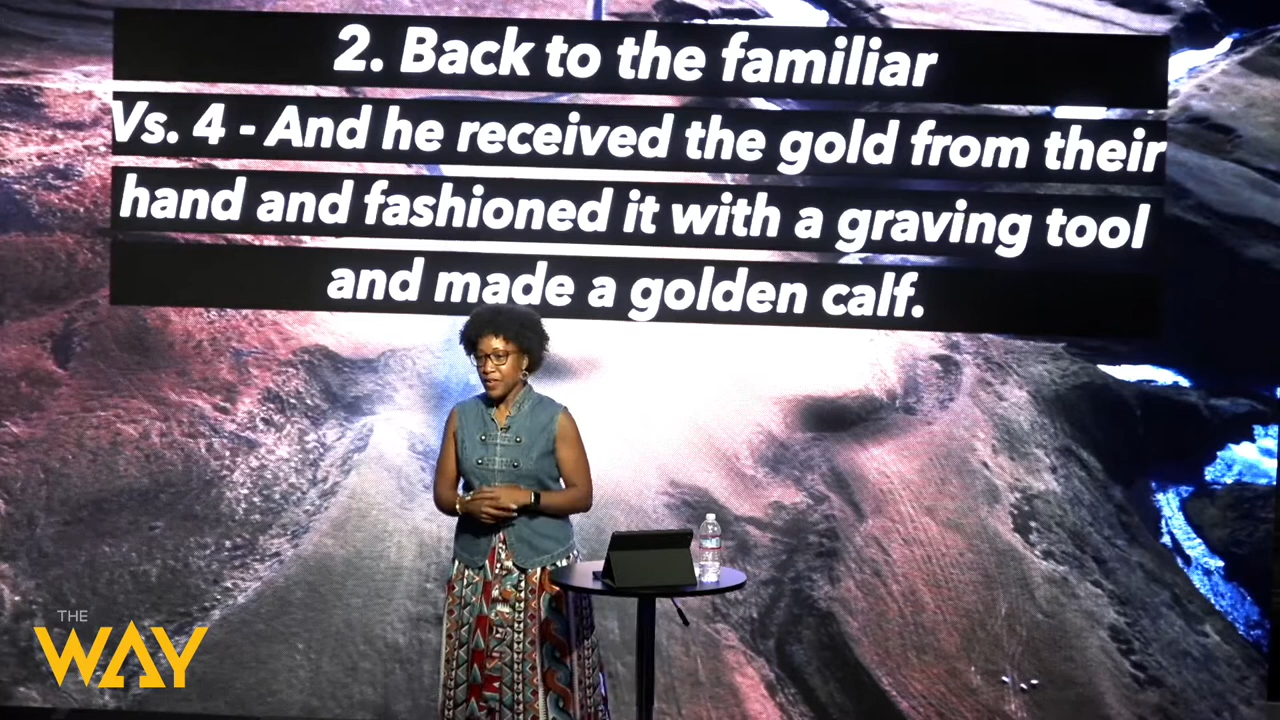 2. Back to the familiar
Vs. 4 - And he received the gold from their
hand and fashioned it with a graving tool
and made a golden calf.
THE
WAY